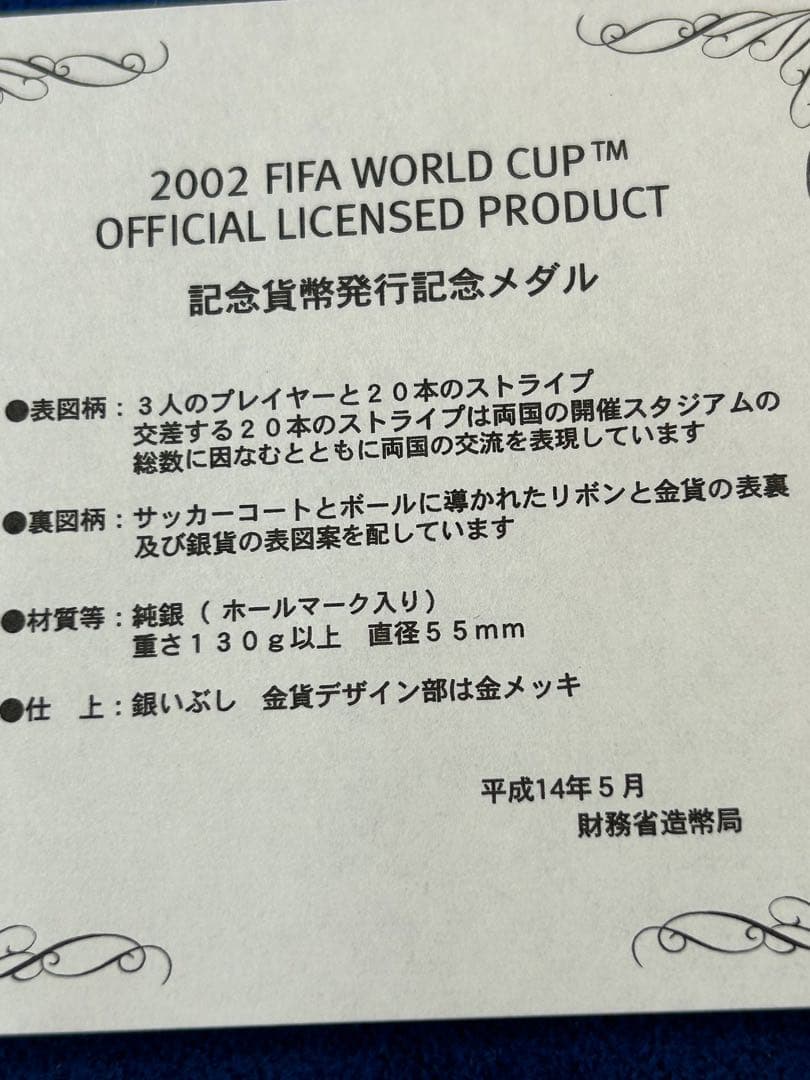 2002 FIFA WORLD CUP™
OFFICIAL LICENSED PRODUCT
記念貨幣発行記念メダル
●表図柄：３人のプレイヤーと２０本のストライプ
交差する２０本のストライプは両国の開催スタジアムの
総数に因なむとともに両国の交流を表現しています
●裏図柄：サッカーコートとボールに導かれたリボンと金貨の表裏
及び銀貨の表図案を配しています
●材質等：純銀（ ホールマーク入り）
重さ１３０ｇ以上　直径５５ｍｍ
●仕　上：銀いぶし　金貨デザイン部は金メッキ
平成14年５月
財務省造幣局